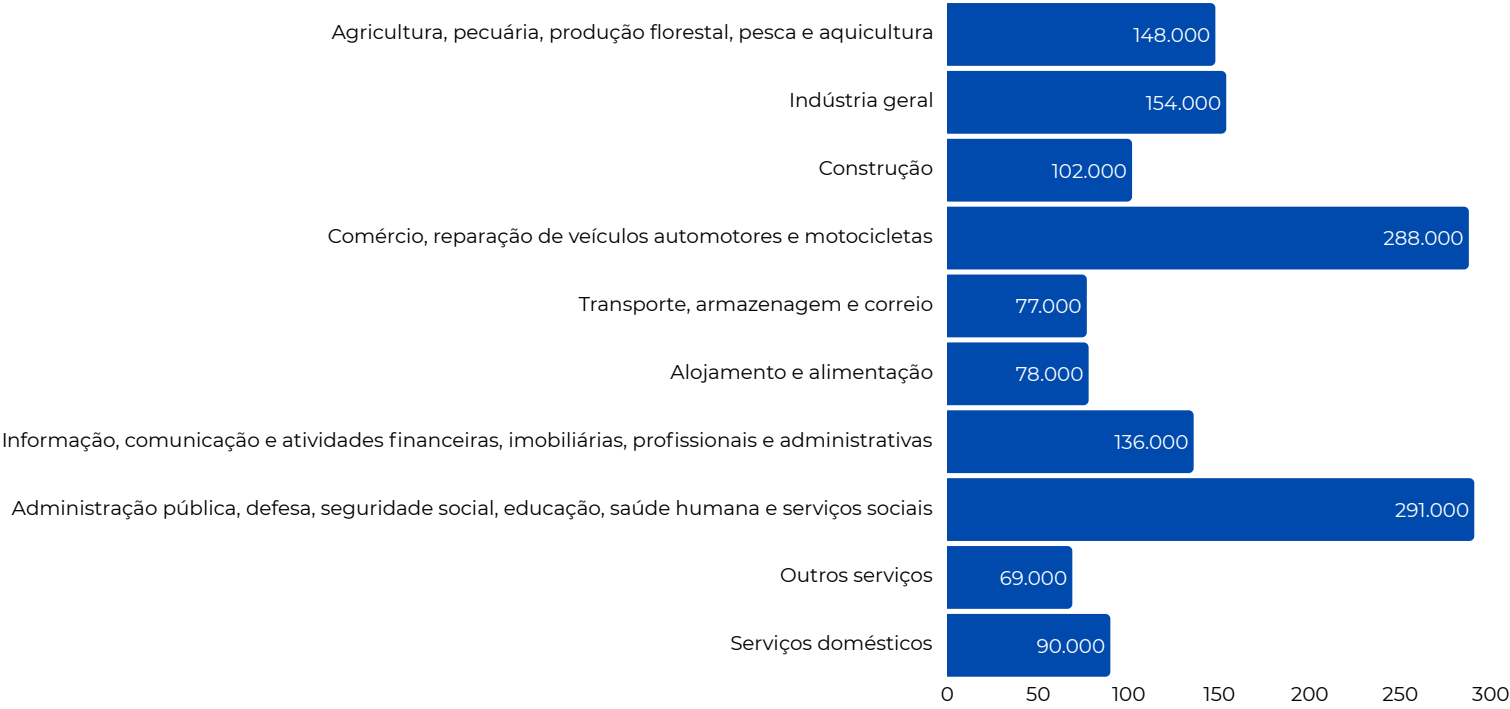 Agricultura, pecuária, produção florestal, pesca e aquicultura 148.000
Indústria geral 154.000
Construção 102.000
Comércio, reparação de veículos automotores e motocicletas 288.000
Transporte, armazenagem e correio 77.000
Alojamento e alimentação 78.000
Informação, comunicação e atividades financeiras, imobiliárias, profissionais e administrativas 136.000
Administração pública, defesa, seguridade social, educação, saúde humana e serviços sociais 291.000
Outros serviços 69.000
Serviços domésticos 90.000
0 50 100 150 200 250 300